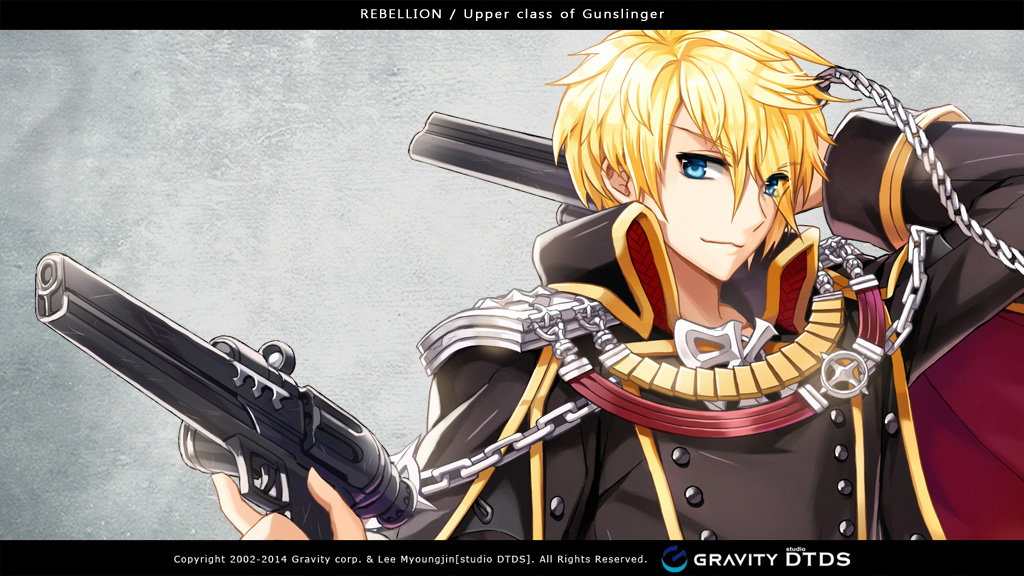 REBELLION / Upper class of Gunslinger
Copyright 2002-2014 Gravity corp. & Lee Myoungjin[studio DTDS]. All Rights Reserved.
GRAVITY
studio
DTDS